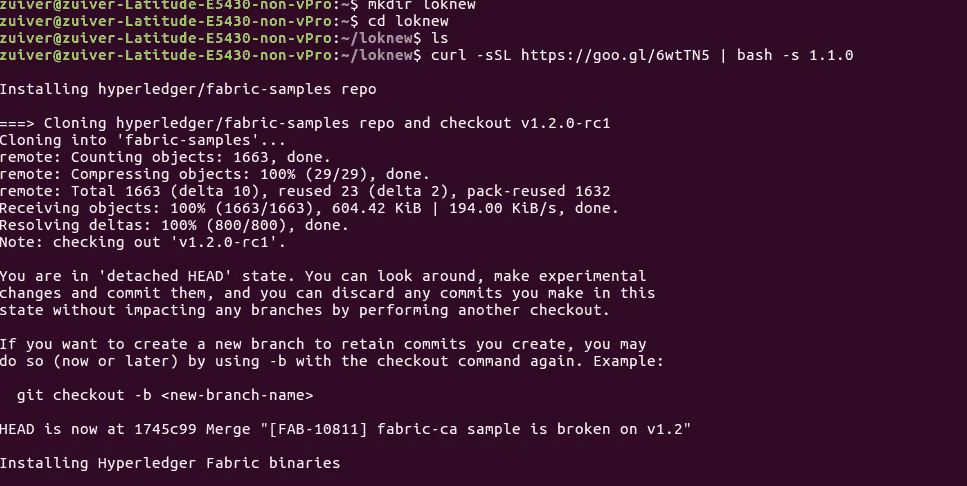 zuiver@zuiver-Latitude-E5430-non-vPro:~$ mkdir loknew
zuiver@zuiver-Latitude-E5430-non-vPro:~$ cd loknew
zuiver@zuiver-Latitude-E5430-non-vPro:~/loknew$ ls
zuiver@zuiver-Latitude-E5430-non-vPro:~/loknew$ curl -sSL https://goo.gl/6wtTN5 | bash -s 1.1.0
Installing hyperledger/fabric-samples repo
===> Cloning hyperledger/fabric-samples repo and checkout v1.2.0-rc1
Cloning into 'fabric-samples'...
remote: Counting objects: 1663, done.
remote: Compressing objects: 100% (29/29), done.
remote: Total 1663 (delta 10), reused 23 (delta 2), pack-reused 1632
Receiving objects: 100% (1663/1663), 604.42 KiB | 194.00 KiB/s, done.
Resolving deltas: 100% (800/800), done.
Note: checking out 'v1.2.0-rc1'.
You are in 'detached HEAD' state. You can look around, make experimental
changes and commit them, and you can discard any commits you make in this
state without impacting any branches by performing another checkout.
If you want to create a new branch to retain commits you create, you may
do so (now or later) by using -b with the checkout command again. Example:
git checkout -b <new-branch-name>
HEAD is now at 1745c99 Merge "[FAB-10811] fabric-ca sample is broken on v1.2"
Installing Hyperledger Fabric binaries